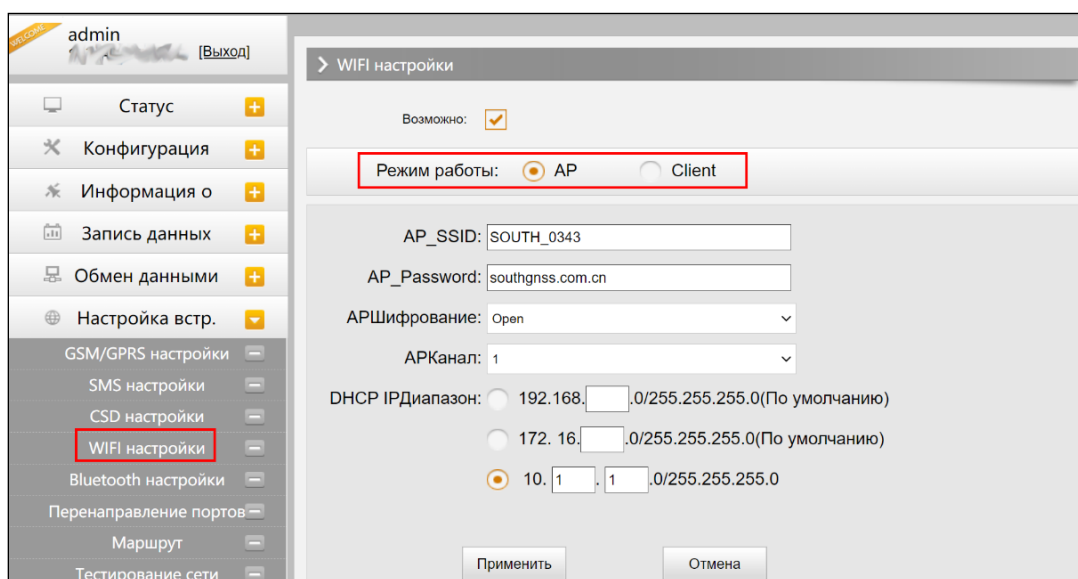 WELCOME
admin
[Выход]
Статус
Конфигурация
Информация о
Запись данных
Обмен данными
Настройка встр.
GSM/GPRS настройки
SMS настройки
CSD настройки
WIFI настройки
Bluetooth настройки
Перенаправление портов
Маршрут
Тестирование сети
WIFI настройки
Возможно:
Режим работы: AP Client
AP_SSID: SOUTH_0343
AP_Password: southgnss.com.cn
APШифрование: Open
APКанал: 1
DHCP IPДиапазон: 192.168. .0/255.255.255.0(По умолчанию)
172. 16. .0/255.255.255.0(По умолчанию)
10. 1 . 1 .0/255.255.255.0
Применить Отмена